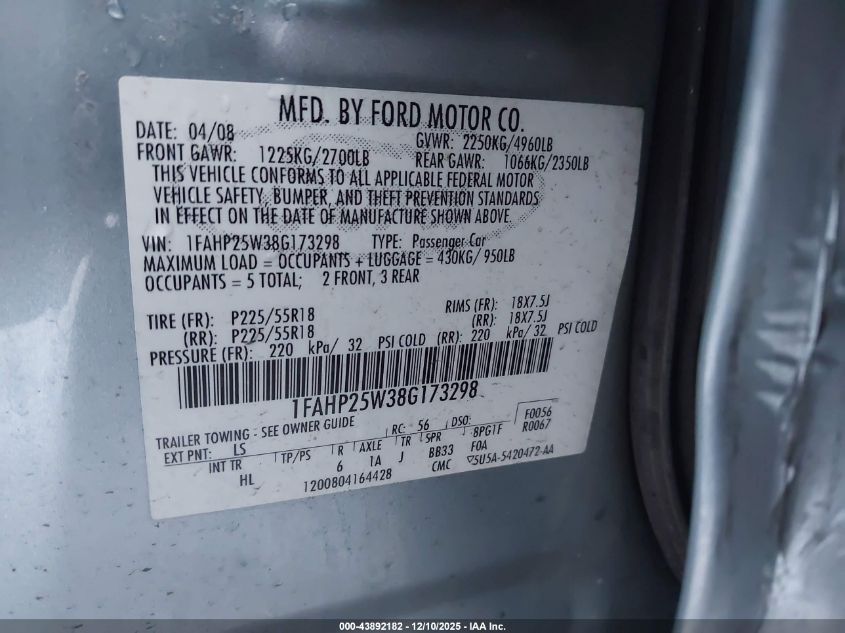 MFD. BY FORD MOTOR CO.
DATE: 04/08 GVWR: 2250KG/4960LB
FRONT GAWR: 1225KG/2700LB REAR GAWR: 1066KG/2350LB
THIS VEHICLE CONFORMS TO ALL APPLICABLE FEDERAL MOTOR
VEHICLE SAFETY, BUMPER, AND THEFT PREVENTION STANDARDS
IN EFFECT ON THE DATE OF MANUFACTURE SHOWN ABOVE.
VIN: 1FAHP25W38G173298 TYPE: Passenger Car
MAXIMUM LOAD = OCCUPANTS + LUGGAGE = 430KG/ 950LB
OCCUPANTS = 5 TOTAL; 2 FRONT, 3 REAR
TIRE (FR): P225/55R18 RIMS (FR): 18X7.5J
(RR): P225/55R18 (RR): 18X7.5J
PRESSURE (FR): 220 kPa/ 32 PSI COLD (RR): 220 kPa/ 32 PSI COLD
1FAHP25W38G173298
TRAILER TOWING - SEE OWNER GUIDE RC: 56 DSO: F0056
EXT PNT: LS TP/PS R AXLE TR SPR 8PG1F R0067
INT TR 6 1A J BB33 FOA
HL 1200804164428 CMC 5U5A-5420472-AA
000-43892182 - 12/10/2025 - IAA Inc.